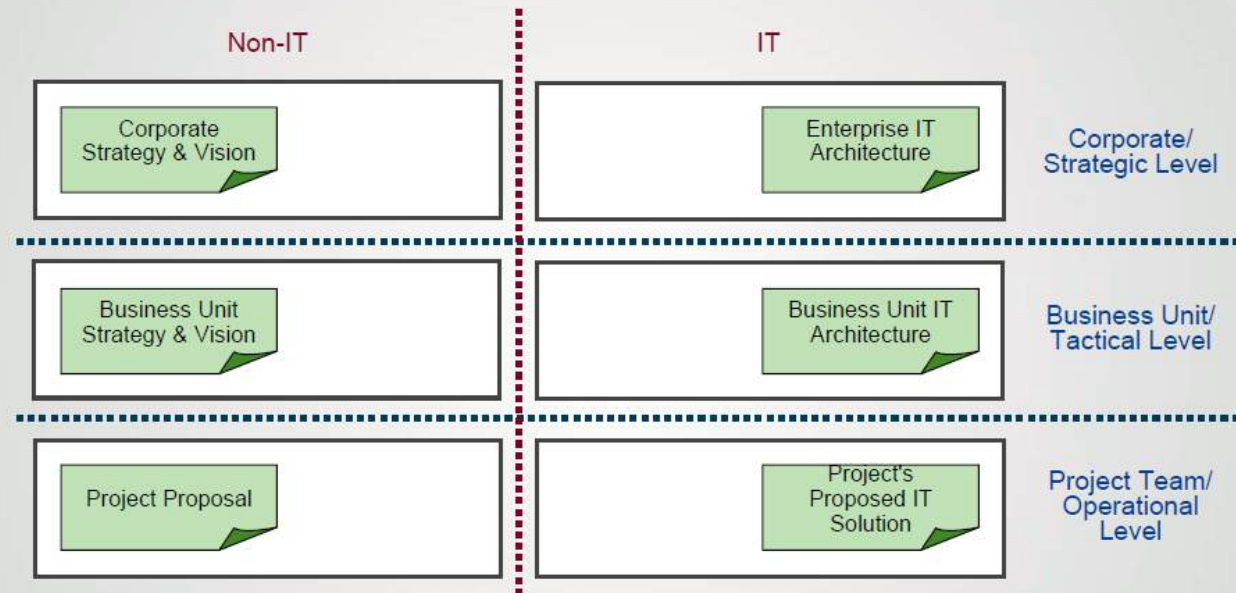 Non-IT
IT
Corporate
Strategy & Vision
Enterprise IT
Architecture
Corporate/
Strategic Level
Business Unit
Strategy & Vision
Business Unit IT
Architecture
Business Unit/
Tactical Level
Project Proposal
Project's
Proposed IT
Solution
Project Team/
Operational
Level